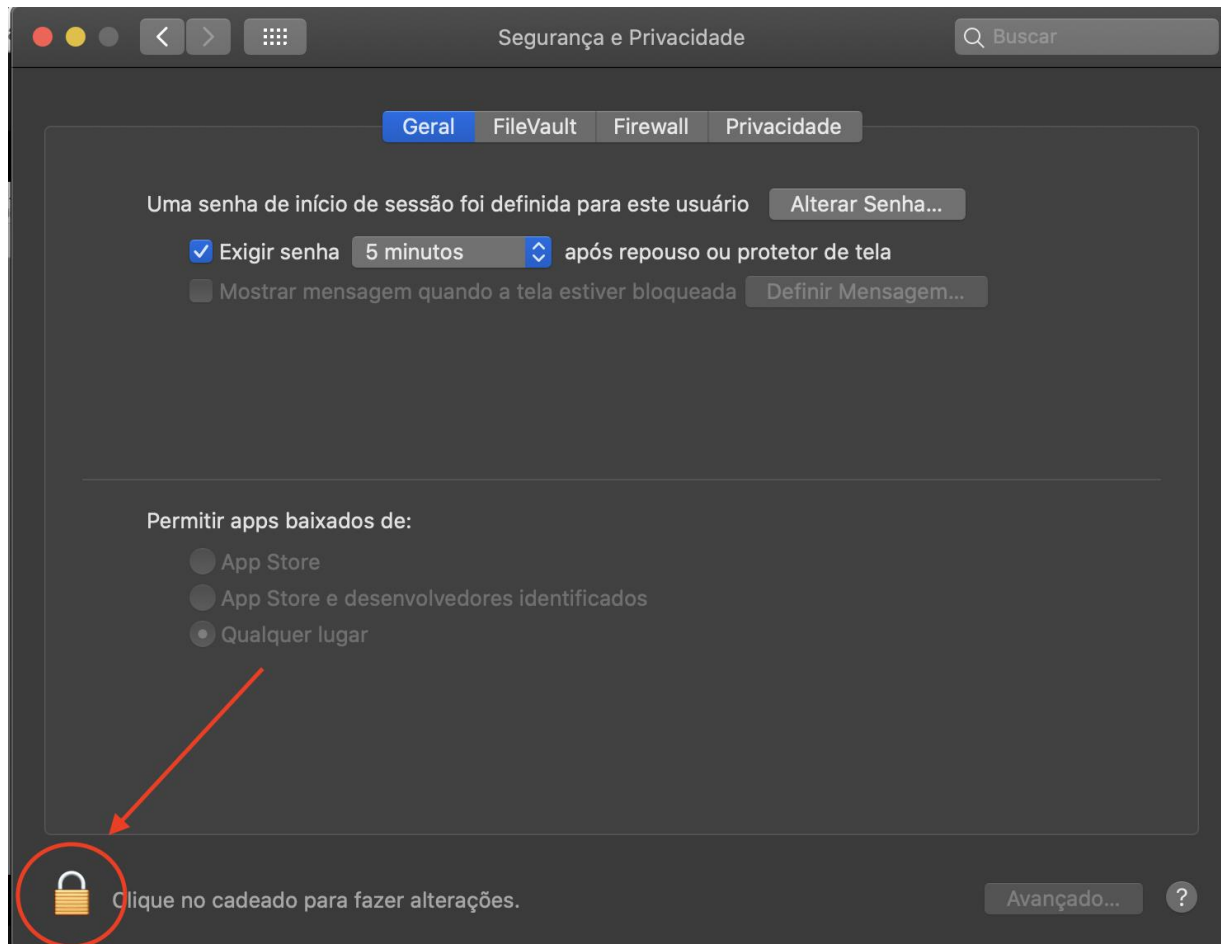 Segurança e Privacidade
Buscar
Geral FileVault Firewall Privacidade
Uma senha de início de sessão foi definida para este usuário Alterar Senha...
Exigir senha 5 minutos após repouso ou protetor de tela
Mostrar mensagem quando a tela estiver bloqueada Definir Mensagem...
Permitir apps baixados de:
App Store
App Store e desenvolvedores identificados
Qualquer lugar
Clique no cadeado para fazer alterações.
Avançado... ?